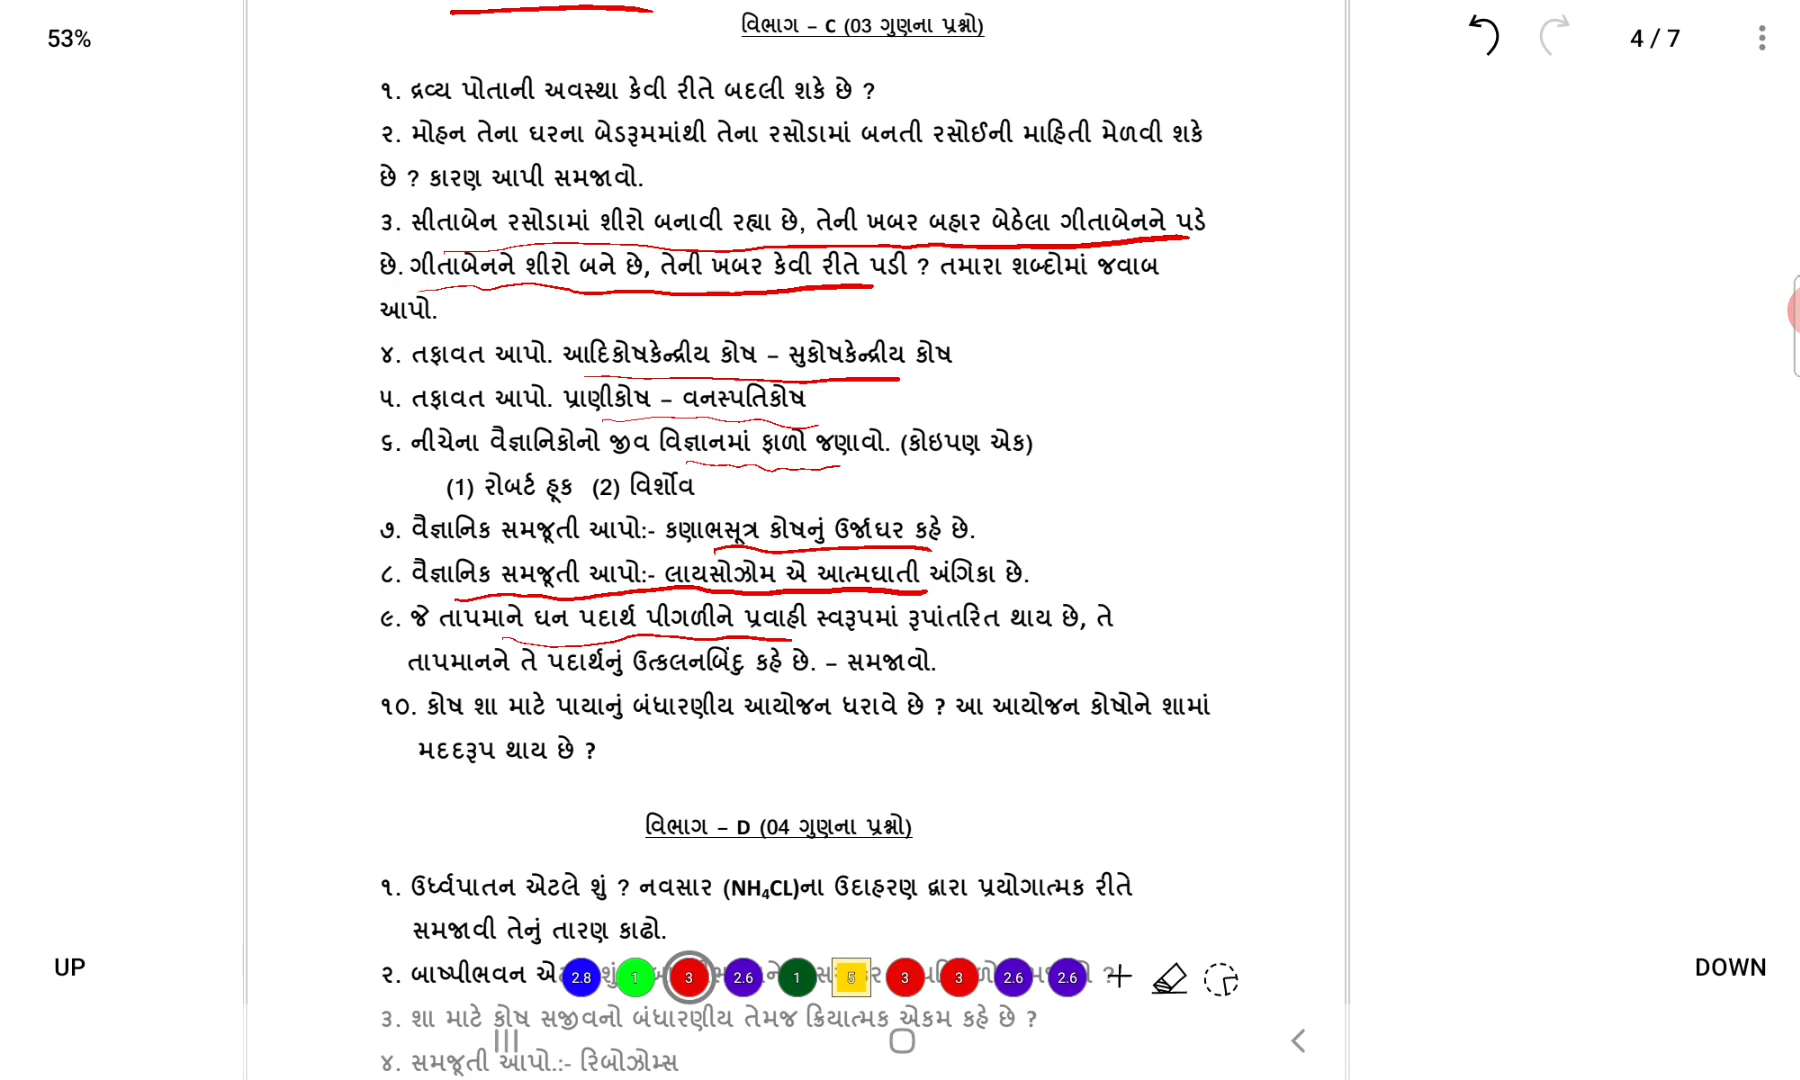 53%
4 / 7
વિભાગ – C (03 ગુણના પ્રશ્નો)
૧. દ્રવ્ય પોતાની અવસ્થા કેવી રીતે બદલી શકે છે ?
૨. મોહન તેના ઘરના બેડરૂમમાંથી તેના રસોડામાં બનતી રસોઈની માહિતી મેળવી શકે
છે ? કારણ આપી સમજાવો.
૩. સીતાબેન રસોડામાં શીરો બનાવી રહ્યા છે, તેની ખબર બહાર બેઠેલા ગીતાબેનને પડે
છે. ગીતાબેનને શીરો બને છે, તેની ખબર કેવી રીતે પડી ? તમારા શબ્દોમાં જવાબ
આપો.
૪. તફાવત આપો. આદિકોષકેન્દ્રીય કોષ – સુકોષકેન્દ્રીય કોષ
૫. તફાવત આપો. પ્રાણીકોષ – વનસ્પતિકોષ
૬. નીચેના વૈજ્ઞાનિકોનો જીવ વિજ્ઞાનમાં ફાળો જણાવો. (કોઇપણ એક)
(1) રોબર્ટ હૂક (2) વિર્શોવ
૭. વૈજ્ઞાનિક સમજૂતી આપો:- કણાભસૂત્ર કોષનું ઉર્જાઘર કહે છે.
૮. વૈજ્ઞાનિક સમજૂતી આપો:- લાયસોઝોમ એ આત્મઘાતી અંગિકા છે.
૯. જે તાપમાને ઘન પદાર્થ પીગળીને પ્રવાહી સ્વરૂપમાં રૂપાંતરિત થાય છે, તે
તાપમાનને તે પદાર્થનું ઉત્કલનબિંદુ કહે છે. – સમજાવો.
૧૦. કોષ શા માટે પાયાનું બંધારણીય આયોજન ધરાવે છે ? આ આયોજન કોષોને શામાં
મદદરૂપ થાય છે ?
વિભાગ – D (04 ગુણના પ્રશ્નો)
૧. ઉર્ધ્વપાતન એટલે શું ? નવસાર (NH₄CL)ના ઉદાહરણ દ્વારા પ્રયોગાત્મક રીતે
સમજાવી તેનું તારણ કાઢો.
UP
DOWN
૨. બાષ્પીભવન
2.8 1 3 2.6 1 5 3 3 2.6 2.6
૩. શા માટે કોષ સજીવનો બંધારણીય તેમજ ક્રિયાત્મક એકમ કહે છે ?
૪. સમજૂતી આપો.:- રિબોઝોમ્સ